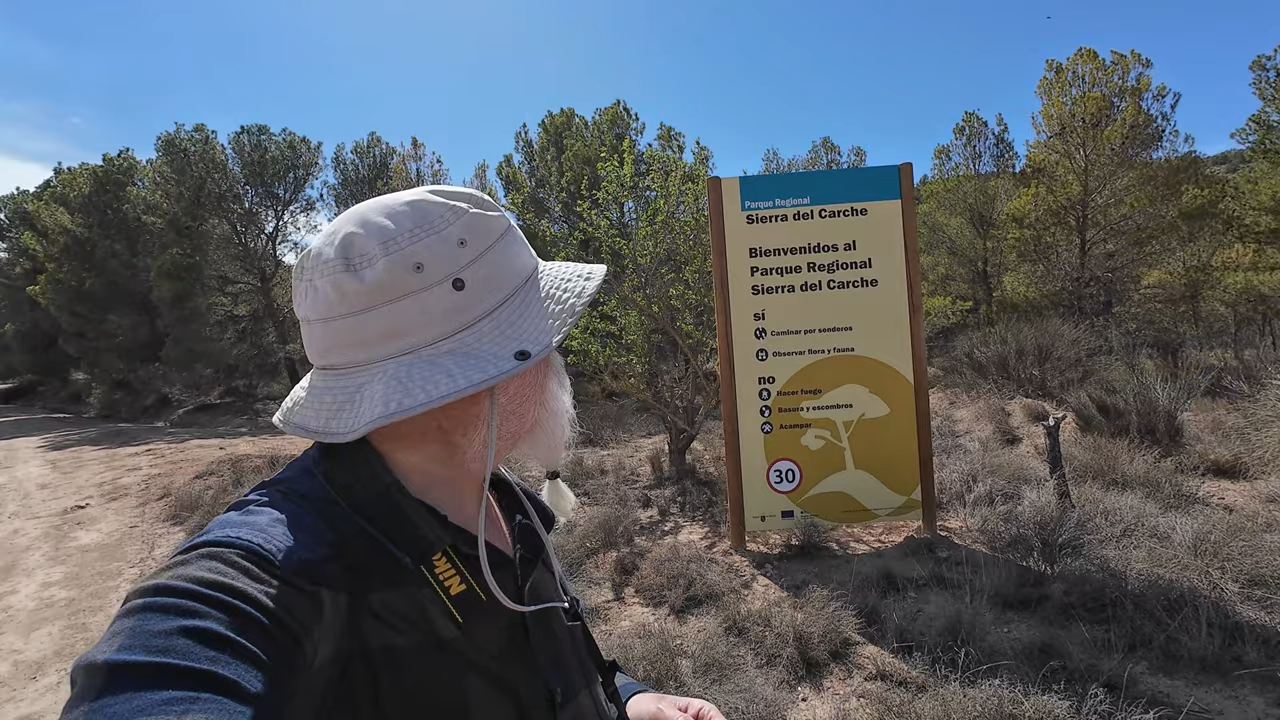 Parque Regional
Sierra del Carche
Bienvenidos al
Parque Regional
Sierra del Carche
sí
Caminar por senderos
Observar flora y fauna
no
Hacer fuego
Basura y escombros
Acampar
30
Nik